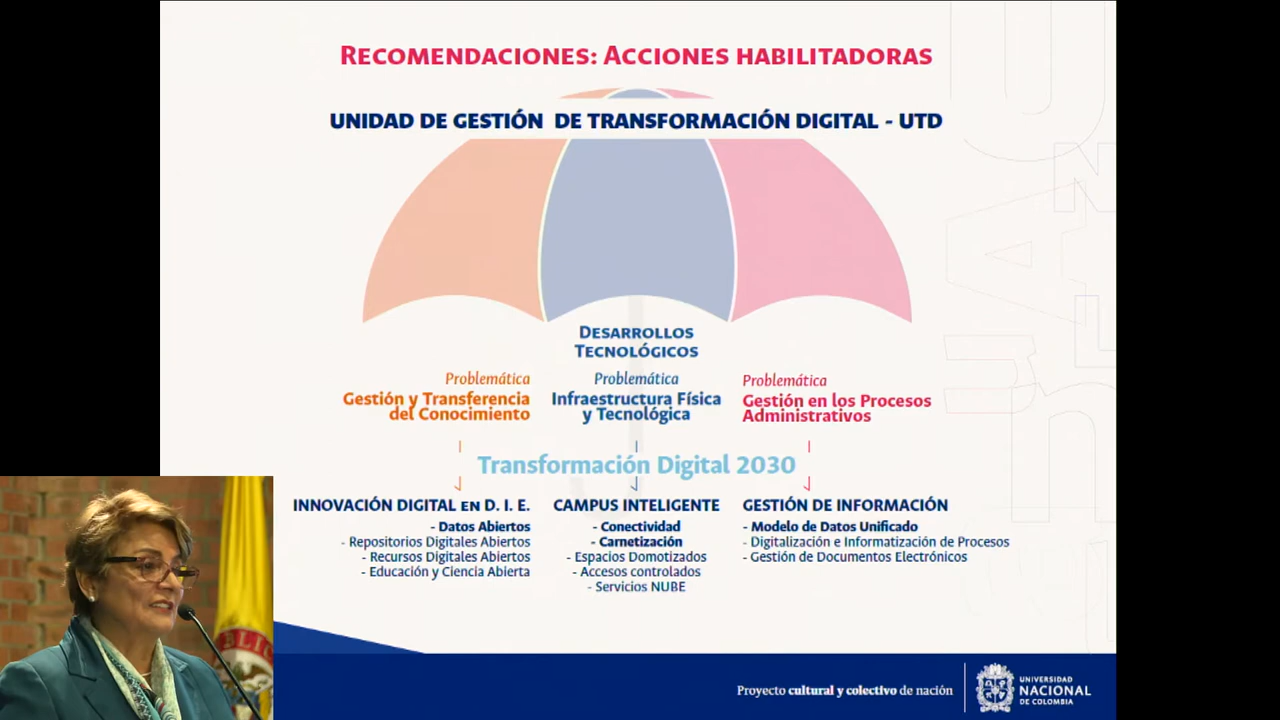 RECOMENDACIONES: ACCIONES HABILITADORAS
UNIDAD DE GESTIÓN DE TRANSFORMACIÓN DIGITAL - UTD
DESARROLLOS
TECNOLÓGICOS
Problemática
Gestión y Transferencia
del Conocimiento
Problemática
Infraestructura Física
y Tecnológica
Problemática
Gestión en los Procesos
Administrativos
Transformación Digital 2030
INNOVACIÓN DIGITAL EN D. I. E.
- Datos Abiertos
- Repositorios Digitales Abiertos
- Recursos Digitales Abiertos
- Educación y Ciencia Abierta
CAMPUS INTELIGENTE
- Conectividad
- Carnetización
- Espacios Domotizados
- Accesos controlados
- Servicios NUBE
GESTIÓN DE INFORMACIÓN
- Modelo de Datos Unificado
- Digitalización e Informatización de Procesos
- Gestión de Documentos Electrónicos
Proyecto cultural y colectivo de nación
UNIVERSIDAD
NACIONAL
DE COLOMBIA